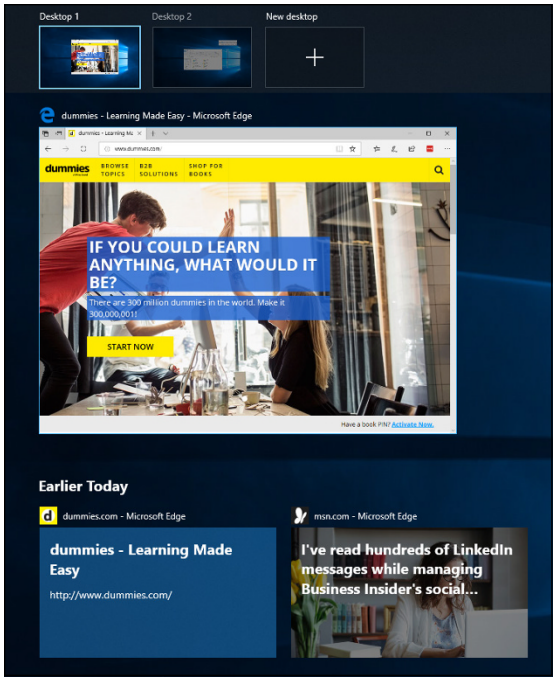 Desktop 1
Desktop 2
New desktop
dummies - Learning Made Easy - Microsoft Edge
dummies - Learning Ma
www.dummies.com/
dummies
BROWSE
TOPICS
B2B
SOLUTIONS
SHOP FOR
BOOKS
IF YOU COULD LEARN
ANYTHING, WHAT WOULD IT
BE?
There are 300 million dummies in the world. Make it
300,000,001!
START NOW
Have a book PIN? Activate Now.
Earlier Today
d dummies.com - Microsoft Edge
msn.com - Microsoft Edge
dummies - Learning Made
Easy
http://www.dummies.com/
I've read hundreds of LinkedIn
messages while managing
Business Insider's social...